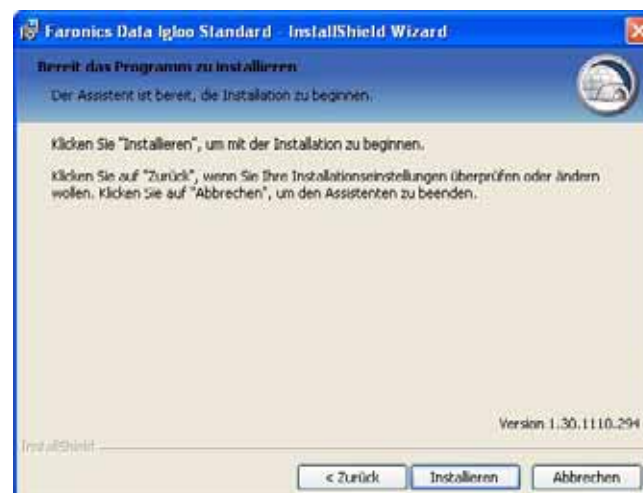 Faronics Data Igloo Standard - InstallShield Wizard
Bereit das Programm zu installieren
Der Assistent ist bereit, die Installation zu beginnen.
Klicken Sie "Installieren", um mit der Installation zu beginnen.
Klicken Sie auf "Zurück", wenn Sie Ihre Installationseinstellungen überprüfen oder ändern
wollen. Klicken Sie auf "Abbrechen", um den Assistenten zu beenden.
Version 1.30.1110.294
InstallShield
< Zurück Installieren Abbrechen